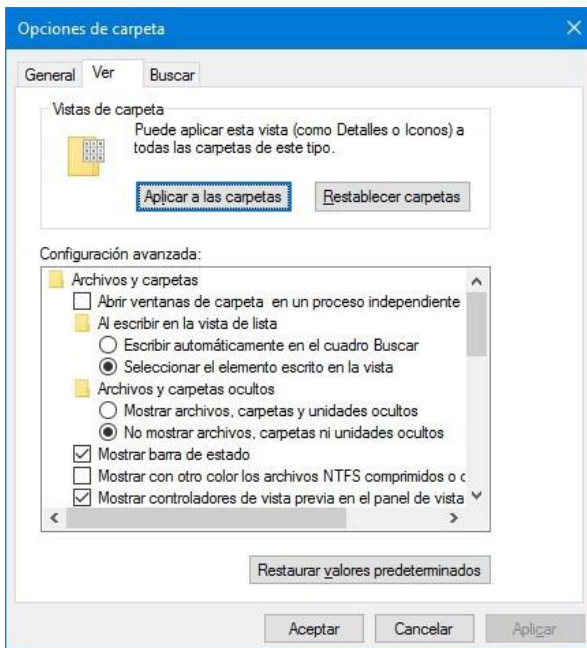 Opciones de carpeta
General Ver Buscar
Vistas de carpeta
Puede aplicar esta vista (como Detalles o Iconos) a
todas las carpetas de este tipo.
Aplicar a las carpetas Restablecer carpetas
Configuración avanzada:
Archivos y carpetas
Abrir ventanas de carpeta en un proceso independiente
Al escribir en la vista de lista
Escribir automáticamente en el cuadro Buscar
Seleccionar el elemento escrito en la vista
Archivos y carpetas ocultos
Mostrar archivos, carpetas y unidades ocultos
No mostrar archivos, carpetas ni unidades ocultos
Mostrar barra de estado
Mostrar con otro color los archivos NTFS comprimidos o c
Mostrar controladores de vista previa en el panel de vista
Restaurar valores predeterminados
Aceptar Cancelar Aplicar